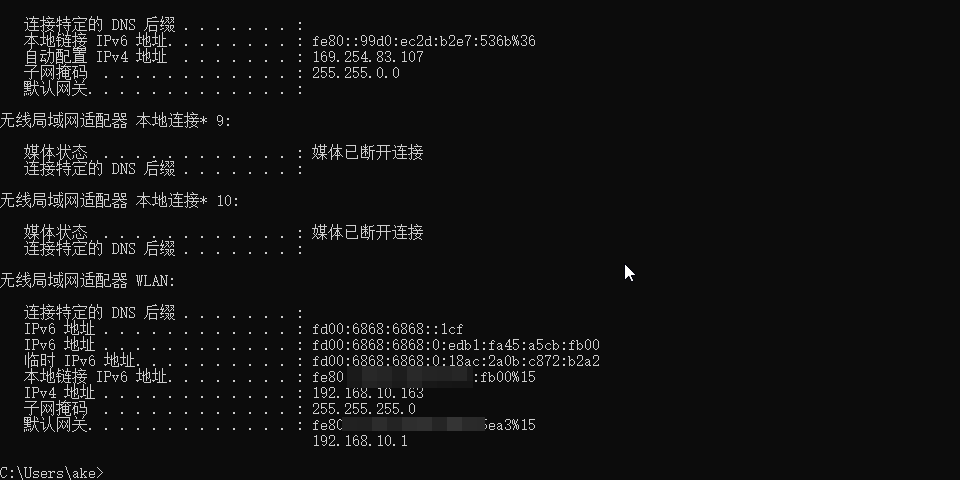 连接特定的 DNS 后缀 . . . . . . . :
本地链接 IPv6 地址. . . . . . . . : fe80::99d0:ec2d:b2e7:536b%36
自动配置 IPv4 地址 . . . . . . . : 169.254.83.107
子网掩码 . . . . . . . . . . . . : 255.255.0.0
默认网关. . . . . . . . . . . . . :
无线局域网适配器 本地连接* 9:
媒体状态 . . . . . . . . . . . . : 媒体已断开连接
连接特定的 DNS 后缀 . . . . . . . :
无线局域网适配器 本地连接* 10:
媒体状态 . . . . . . . . . . . . : 媒体已断开连接
连接特定的 DNS 后缀 . . . . . . . :
无线局域网适配器 WLAN:
连接特定的 DNS 后缀 . . . . . . . :
IPv6 地址 . . . . . . . . . . . . : fd00:6868:6868::1cf
IPv6 地址 . . . . . . . . . . . . : fd00:6868:6868:0:edb1:fa45:a5cb:fb00
临时 IPv6 地址. . . . . . . . . . : fd00:6868:6868:0:18ac:2a0b:c872:b2a2
本地链接 IPv6 地址. . . . . . . . : fe80 :fb00%15
IPv4 地址 . . . . . . . . . . . . : 192.168.10.163
子网掩码 . . . . . . . . . . . . : 255.255.255.0
默认网关. . . . . . . . . . . . . : fe80 5ea3%15
192.168.10.1
C:\Users\ake>